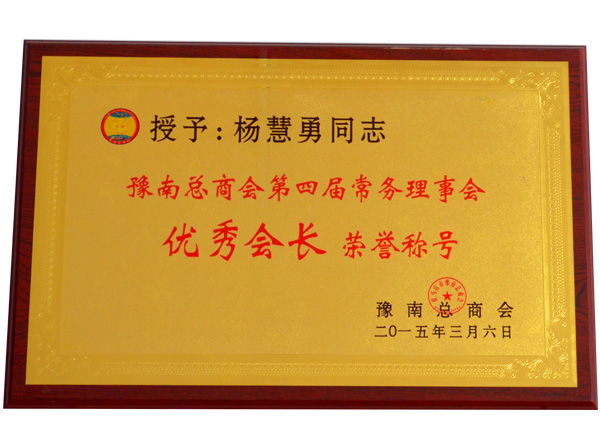 授予：杨慧勇同志
豫南总商会第四届常务理事会
优秀会长 荣誉称号
豫南总商会
二〇一五年三月六日